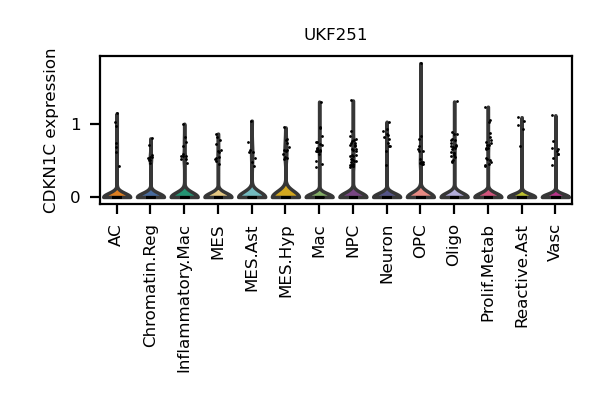 UKF251
CDKN1C expression
1
0
AC
Chromatin.Reg
Inflammatory.Mac
MES
MES.Ast
MES.Hyp
Mac
NPC
Neuron
OPC
Oligo
Prolif.Metab
Reactive.Ast
Vasc